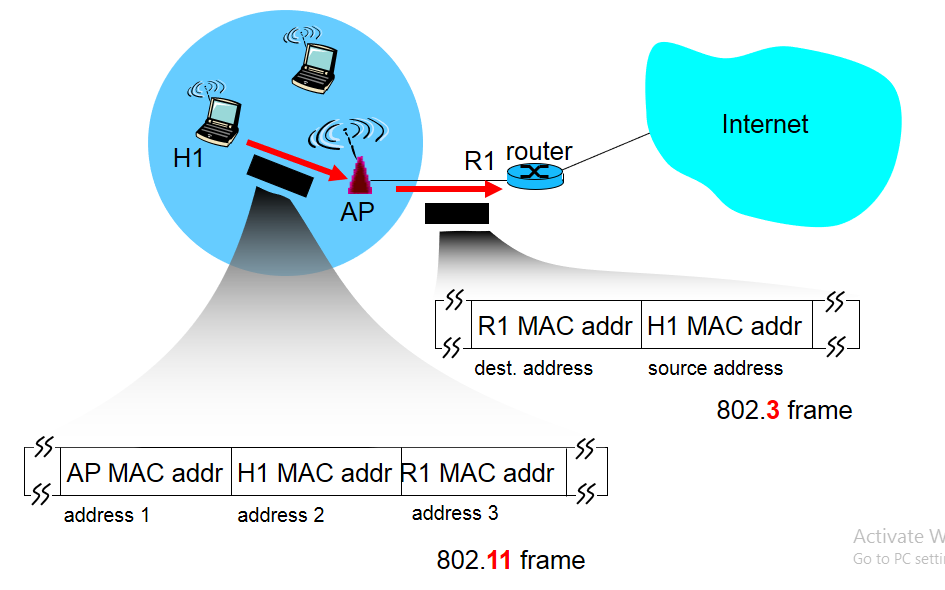 Internet
R1 router
H1
AP
R1 MAC addr H1 MAC addr
dest. address source address
802.3 frame
AP MAC addr H1 MAC addr R1 MAC addr
address 1 address 2 address 3
802.11 frame
Activate W
Go to PC setti